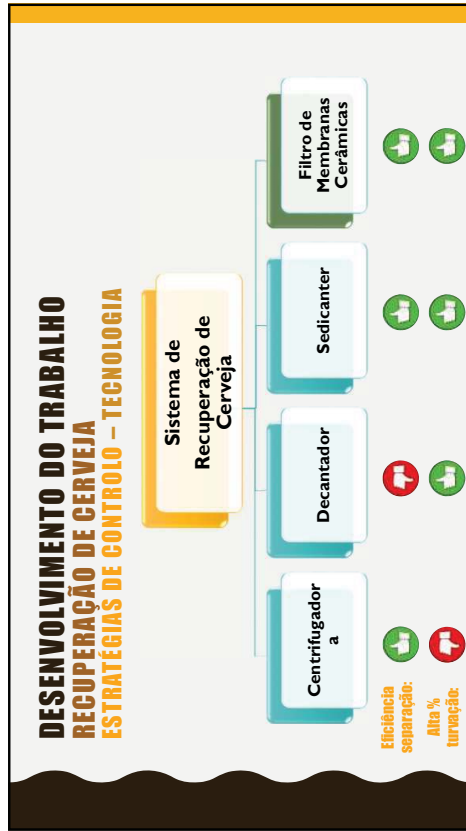 DESENVOLVIMENTO DO TRABALHO
RECUPERAÇÃO DE CERVEJA
ESTRATÉGIAS DE CONTROLO – TECNOLOGIA
Sistema de
Recuperação de
Cerveja
Centrifugador
a
Decantador
Sedicanter
Filtro de
Membranas
Cerâmicas
Eficiência
separação:
Alta %
turvação: